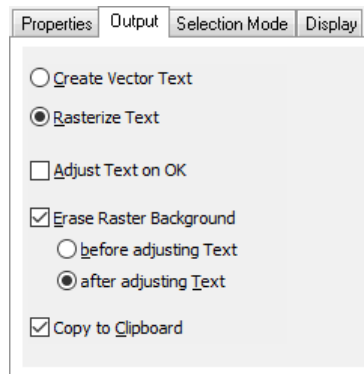 Properties Output Selection Mode Display
Create Vector Text
Rasterize Text
Adjust Text on OK
Erase Raster Background
before adjusting Text
after adjusting Text
Copy to Clipboard